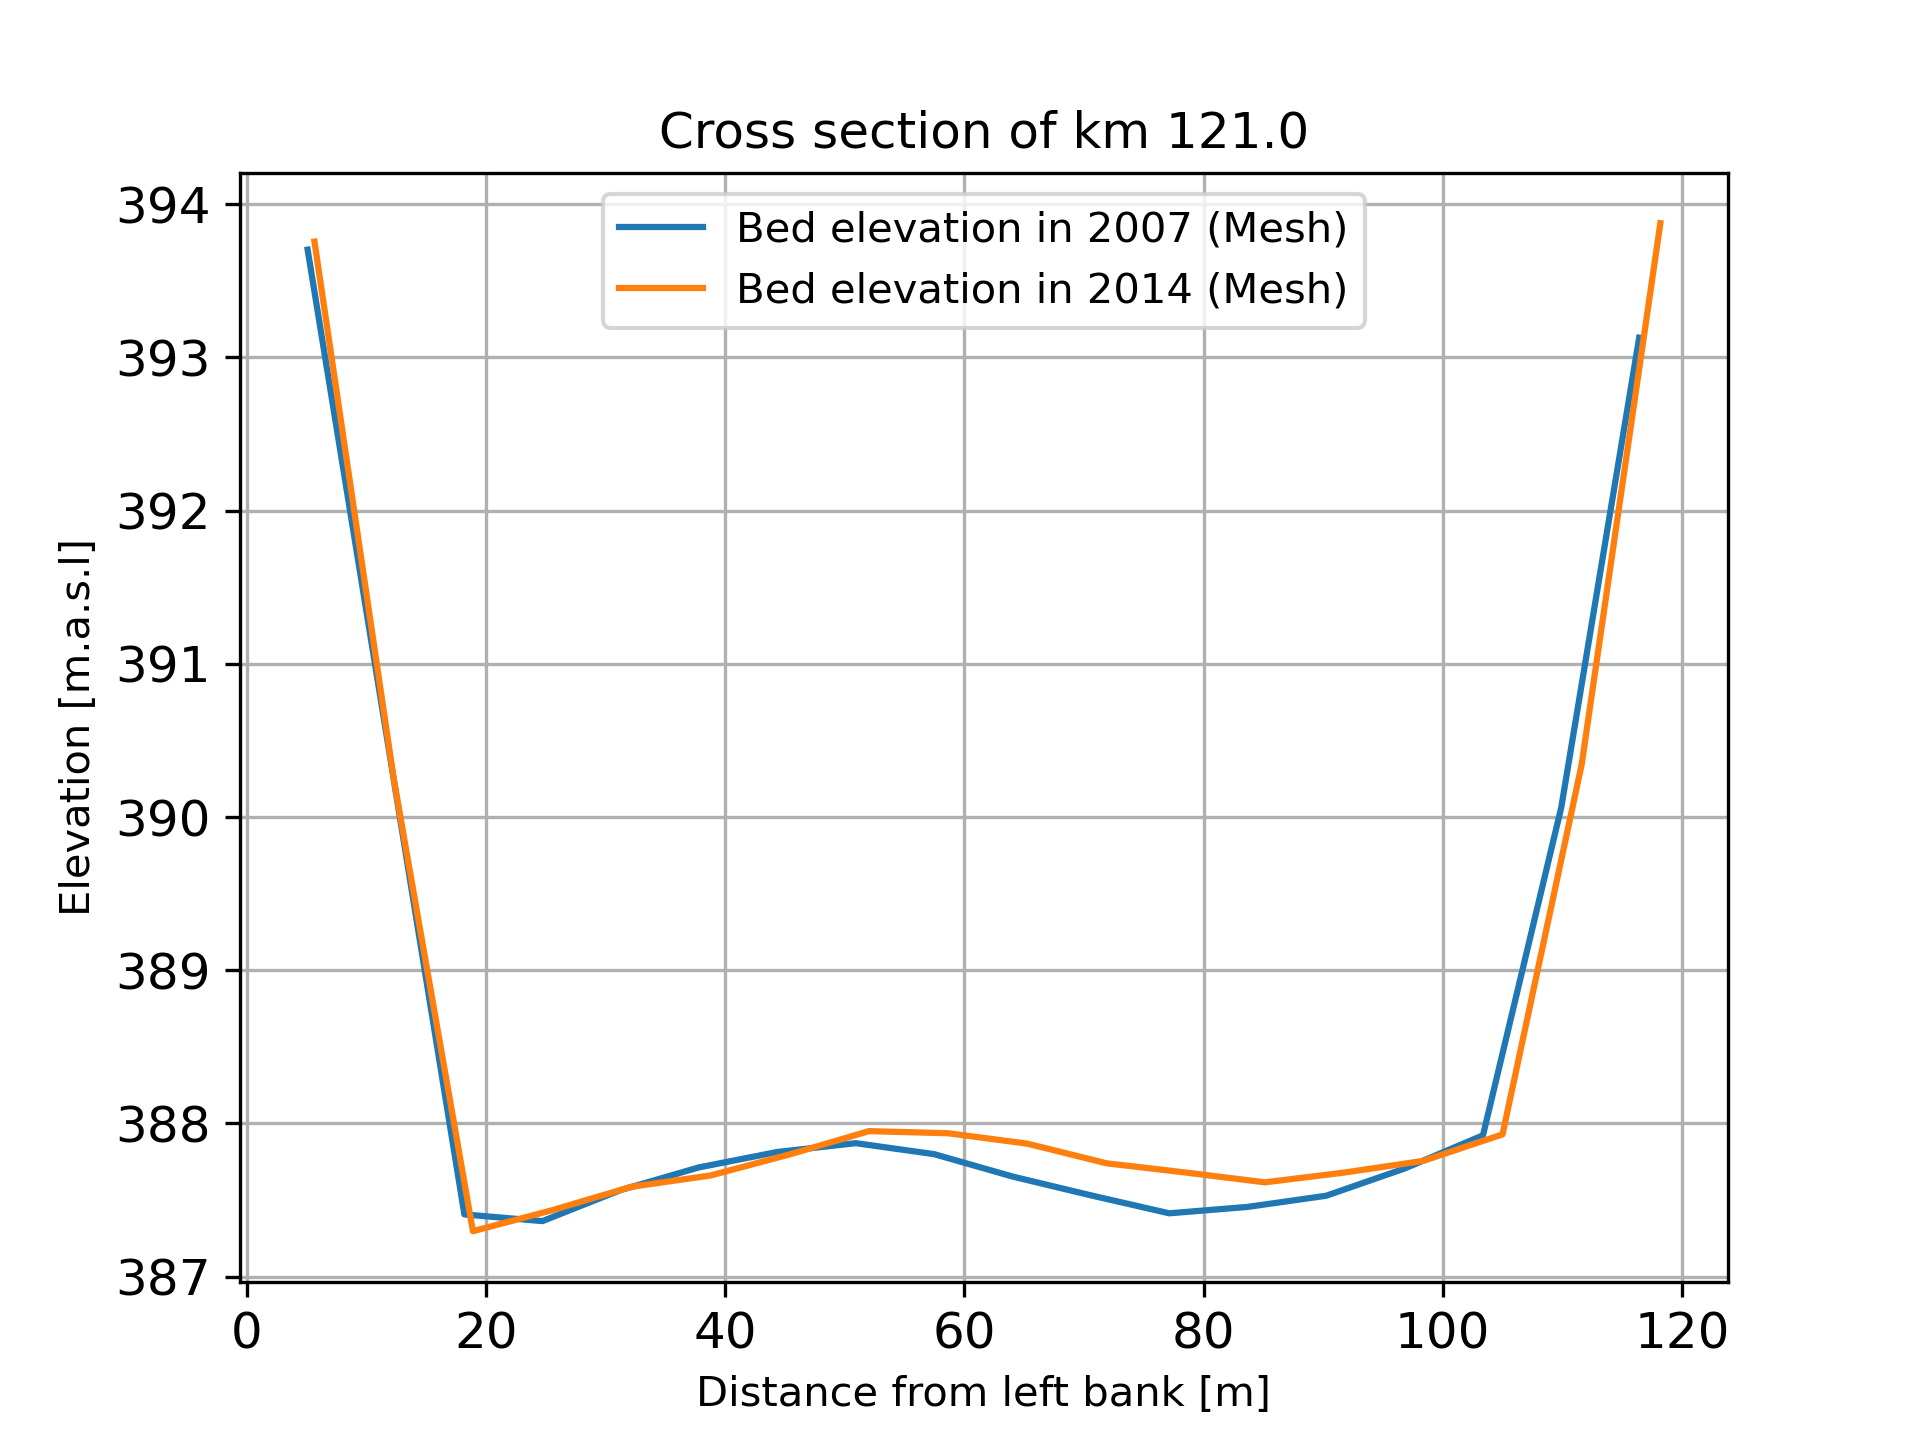 Cross section of km 121.0
Bed elevation in 2007 (Mesh)
Bed elevation in 2014 (Mesh)
394
393
392
391
390
389
388
387
Elevation [m.a.s.l]
0 20 40 60 80 100 120
Distance from left bank [m]